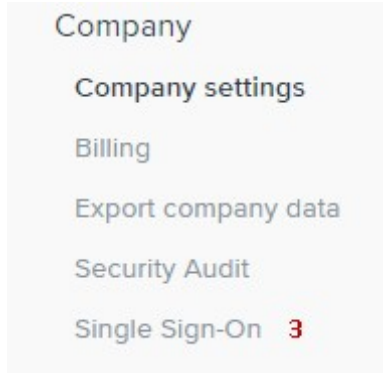 Company
Company settings
Billing
Export company data
Security Audit
Single Sign-On 3